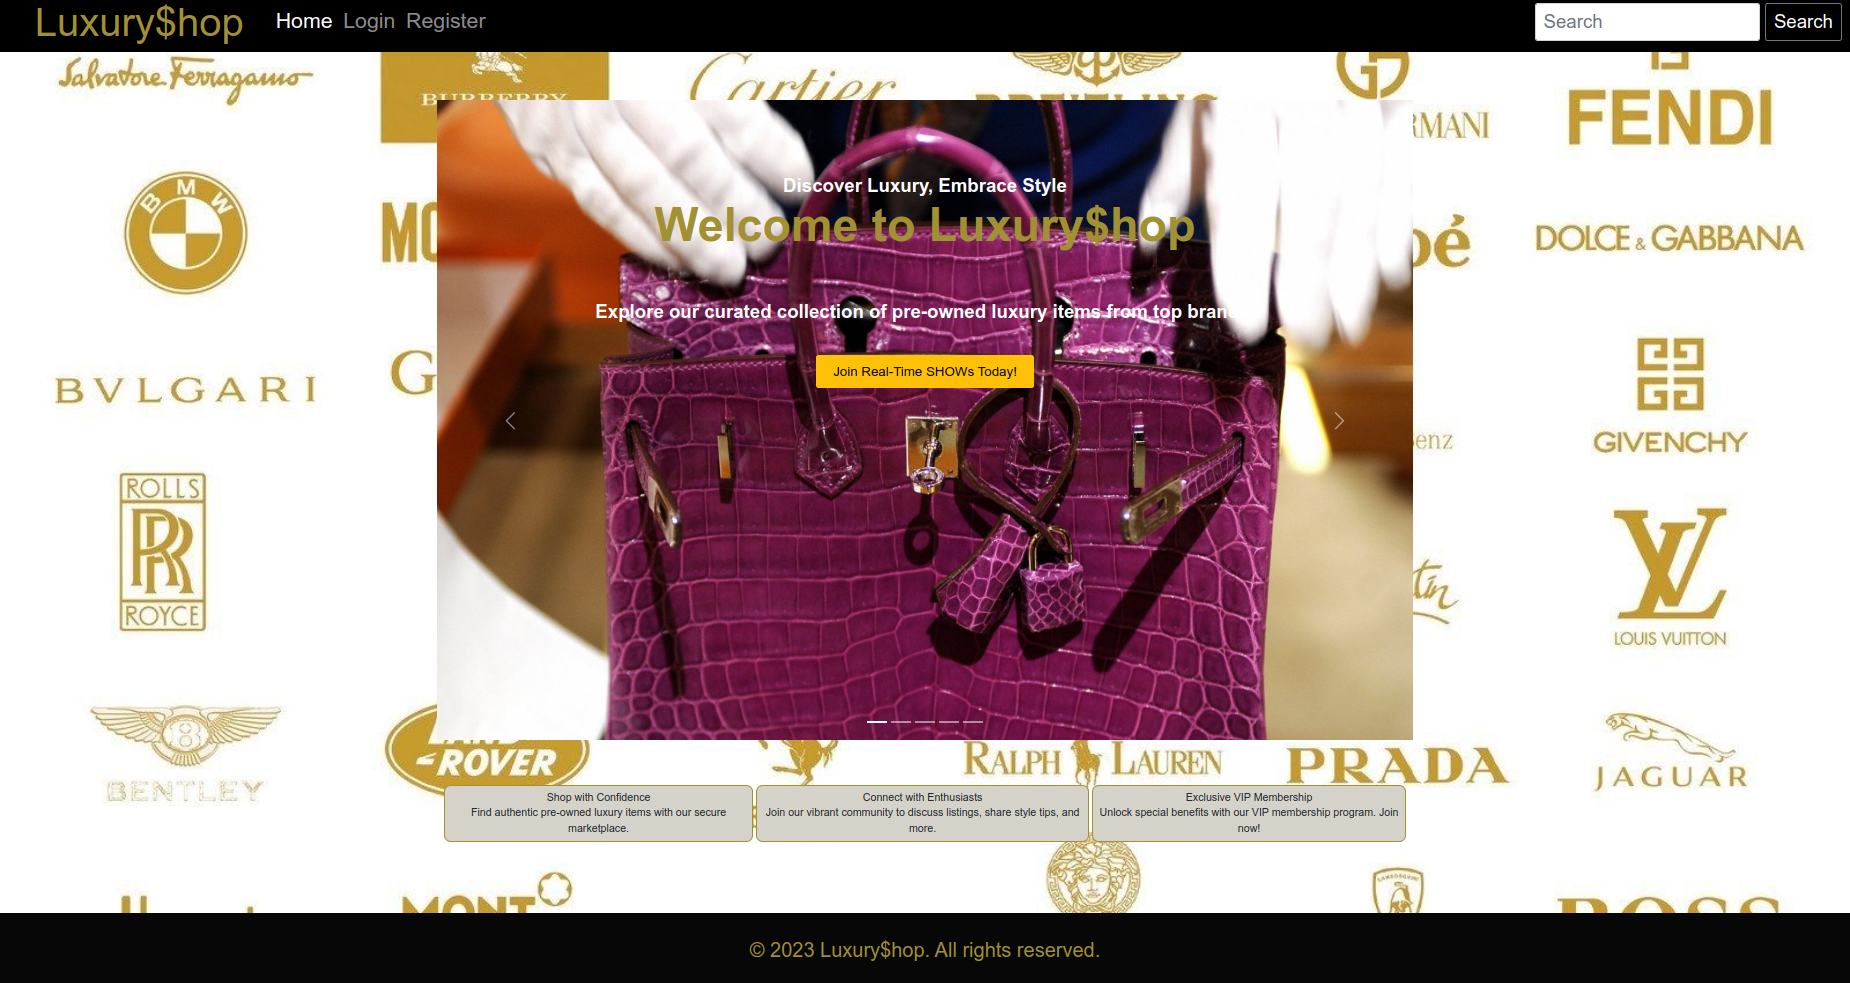 Luxury$hop
Home Login Register
Search
Search
Salvatore Ferragamo
BURBERRY
Cartier
BREITLING
RMANI
FENDI
BMW
MO
DOLCE & GABBANA
BVLGARI
G
Discover Luxury, Embrace Style
Welcome to Luxury$hop
Explore our curated collection of pre-owned luxury items from top bran
Join Real-Time SHOWs Today!
enz
GIVENCHY
ROLLS
RR
ROYCE
LV
LOUIS VUITTON
B
BENTLEY
-ROVER
RALPH LAUREN
PRADA
JAGUAR
Shop with Confidence
Find authentic pre-owned luxury items with our secure
marketplace.
Connect with Enthusiasts
Join our vibrant community to discuss listings, share style tips, and
more.
Exclusive VIP Membership
Unlock special benefits with our VIP membership program. Join
now!
MONT
LAMBORGHINI
BOSS
© 2023 Luxury$hop. All rights reserved.